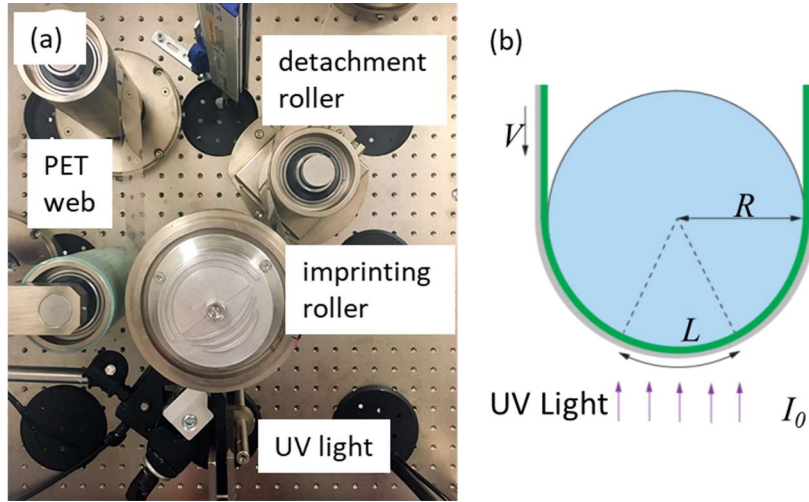 (a)
detachment
roller
PET
web
imprinting
roller
UV light
(b)
V
R
L
UV Light
I0